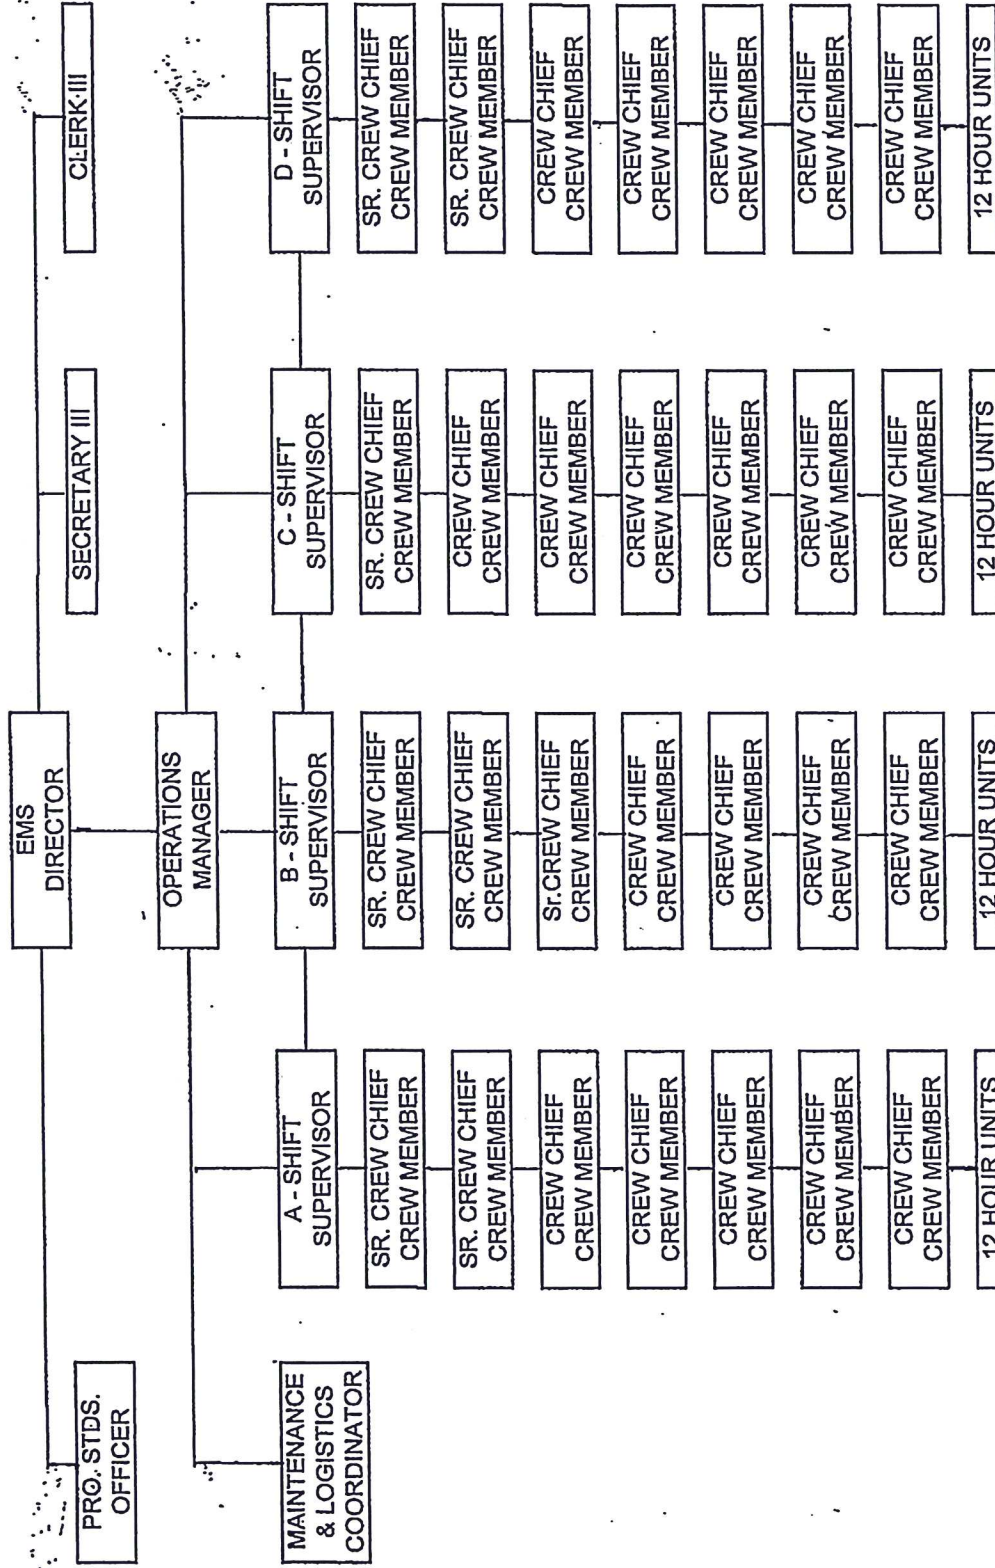 EMS
DIRECTOR
PRO. STDS.
OFFICER
SECRETARY III
CLERK III
OPERATIONS
MANAGER
MAINTENANCE
& LOGISTICS
COORDINATOR
A - SHIFT
SUPERVISOR
SR. CREW CHIEF
CREW MEMBER
SR. CREW CHIEF
CREW MEMBER
CREW CHIEF
CREW MEMBER
CREW CHIEF
CREW MEMBER
CREW CHIEF
CREW MEMBER
CREW CHIEF
CREW MEMBER
CREW CHIEF
CREW MEMBER
12 HOUR UNITS
B - SHIFT
SUPERVISOR
SR. CREW CHIEF
CREW MEMBER
SR. CREW CHIEF
CREW MEMBER
Sr.CREW CHIEF
CREW MEMBER
CREW CHIEF
CREW MEMBER
CREW CHIEF
CREW MEMBER
CREW CHIEF
CREW MEMBER
CREW CHIEF
CREW MEMBER
12 HOUR UNITS
C - SHIFT
SUPERVISOR
SR. CREW CHIEF
CREW MEMBER
CREW CHIEF
CREW MEMBER
CREW CHIEF
CREW MEMBER
CREW CHIEF
CREW MEMBER
CREW CHIEF
CREW MEMBER
CREW CHIEF
CREW MEMBER
CREW CHIEF
CREW MEMBER
12 HOUR UNITS
D - SHIFT
SUPERVISOR
SR. CREW CHIEF
CREW MEMBER
SR. CREW CHIEF
CREW MEMBER
CREW CHIEF
CREW MEMBER
CREW CHIEF
CREW MEMBER
CREW CHIEF
CREW MEMBER
CREW CHIEF
CREW MEMBER
CREW CHIEF
CREW MEMBER
12 HOUR UNITS